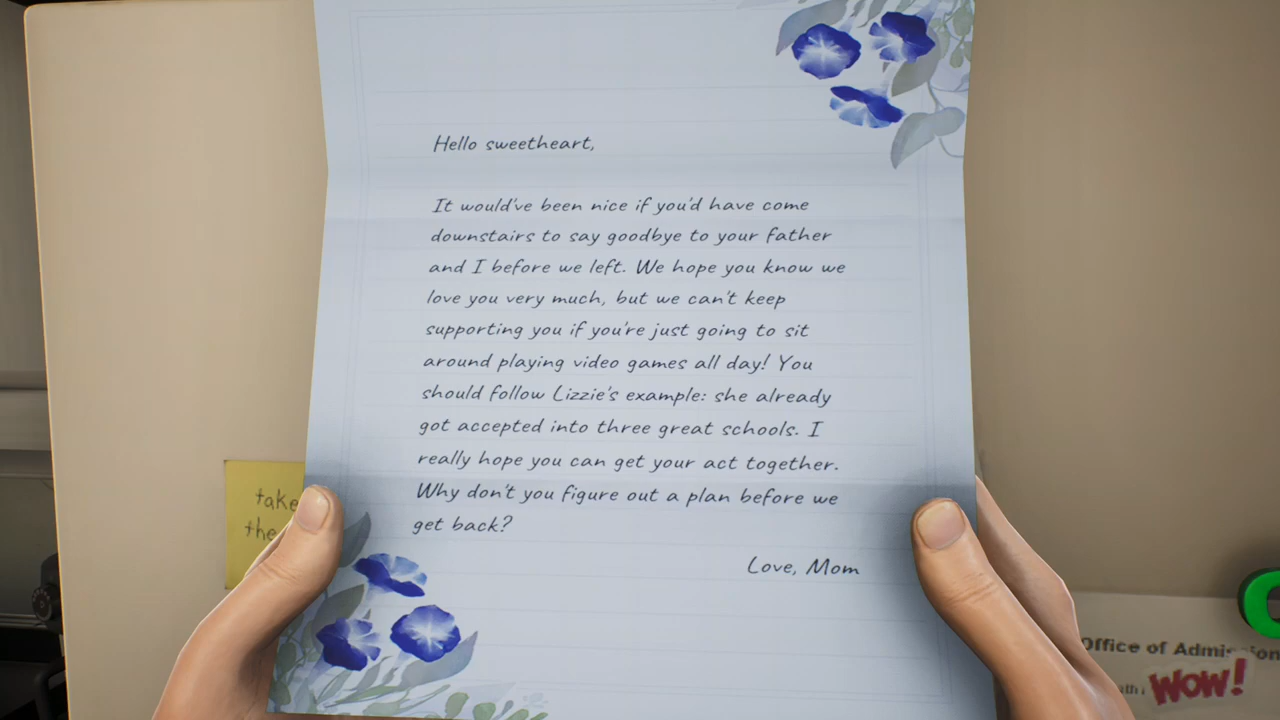 Hello sweetheart,
It would've been nice if you'd have come
downstairs to say goodbye to your father
and I before we left. We hope you know we
love you very much, but we can't keep
supporting you if you're just going to sit
around playing video games all day! You
should follow Lizzie's example: she already
got accepted into three great schools. I
really hope you can get your act together.
Why don't you figure out a plan before we
get back?
Love, Mom
take
the
Office of
WOW!